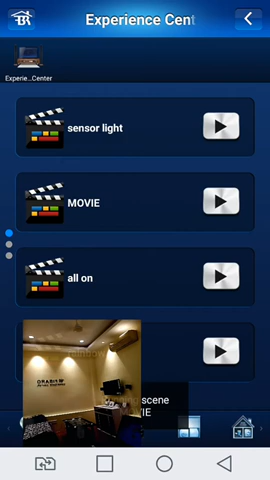 Experience Cent
Experie...Center
sensor light
MOVIE
all on
scene
IE